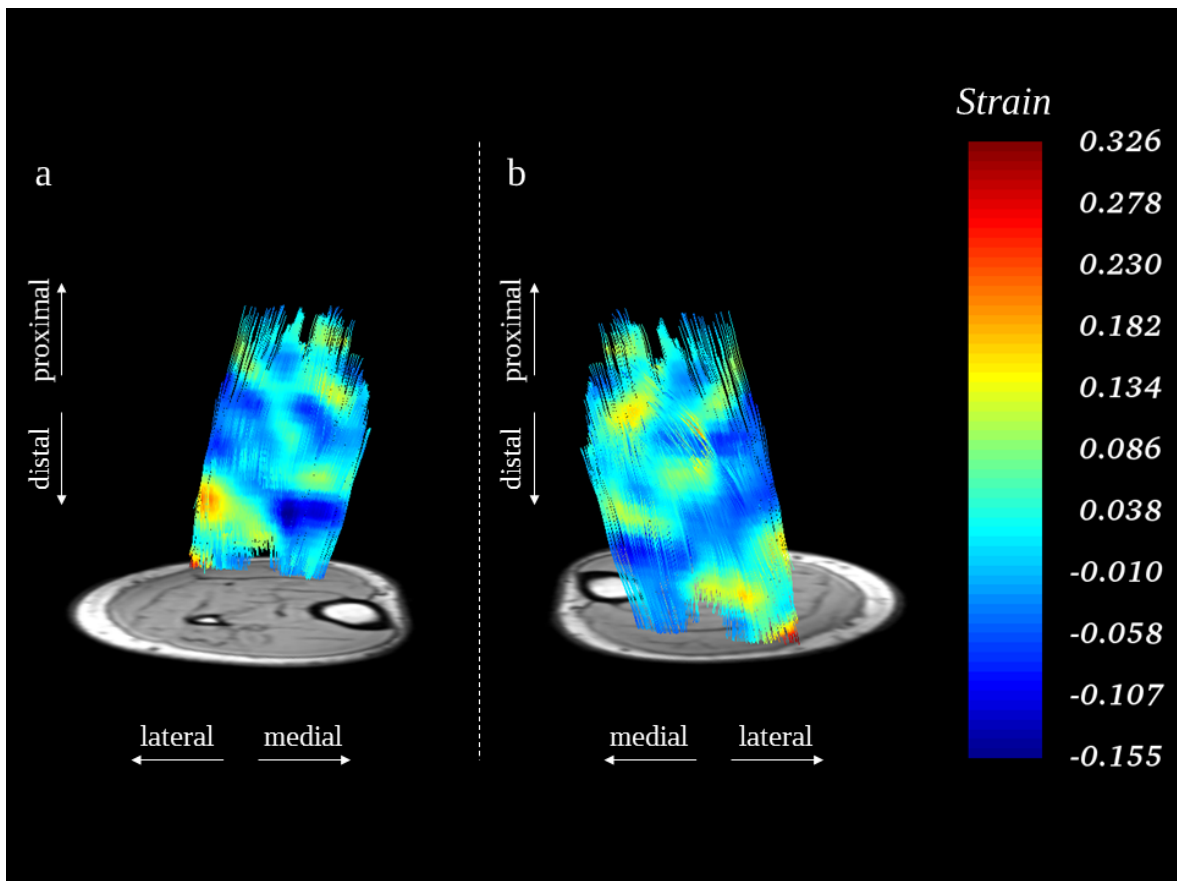 Strain
a
b
0.326
0.278
0.230
0.182
0.134
0.086
0.038
-0.010
-0.058
-0.107
-0.155
proximal
distal
proximal
distal
lateral
medial
medial
lateral